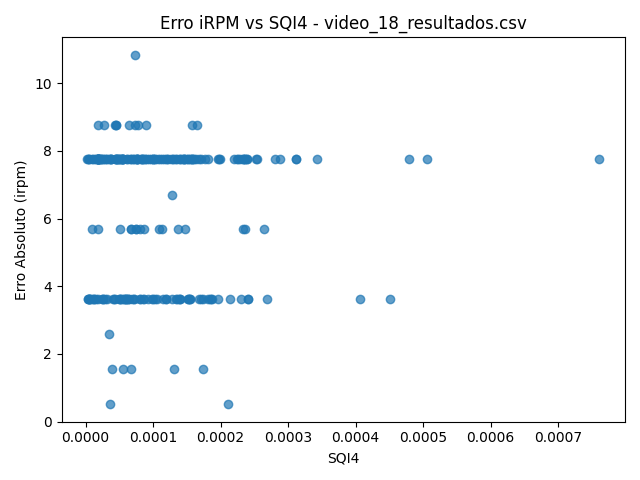 Erro iRPM vs SQI4 - video_18_resultados.csv
Erro Absoluto (irpm)
10
8
6
4
2
0
0.0000 0.0001 0.0002 0.0003 0.0004 0.0005 0.0006 0.0007
SQI4